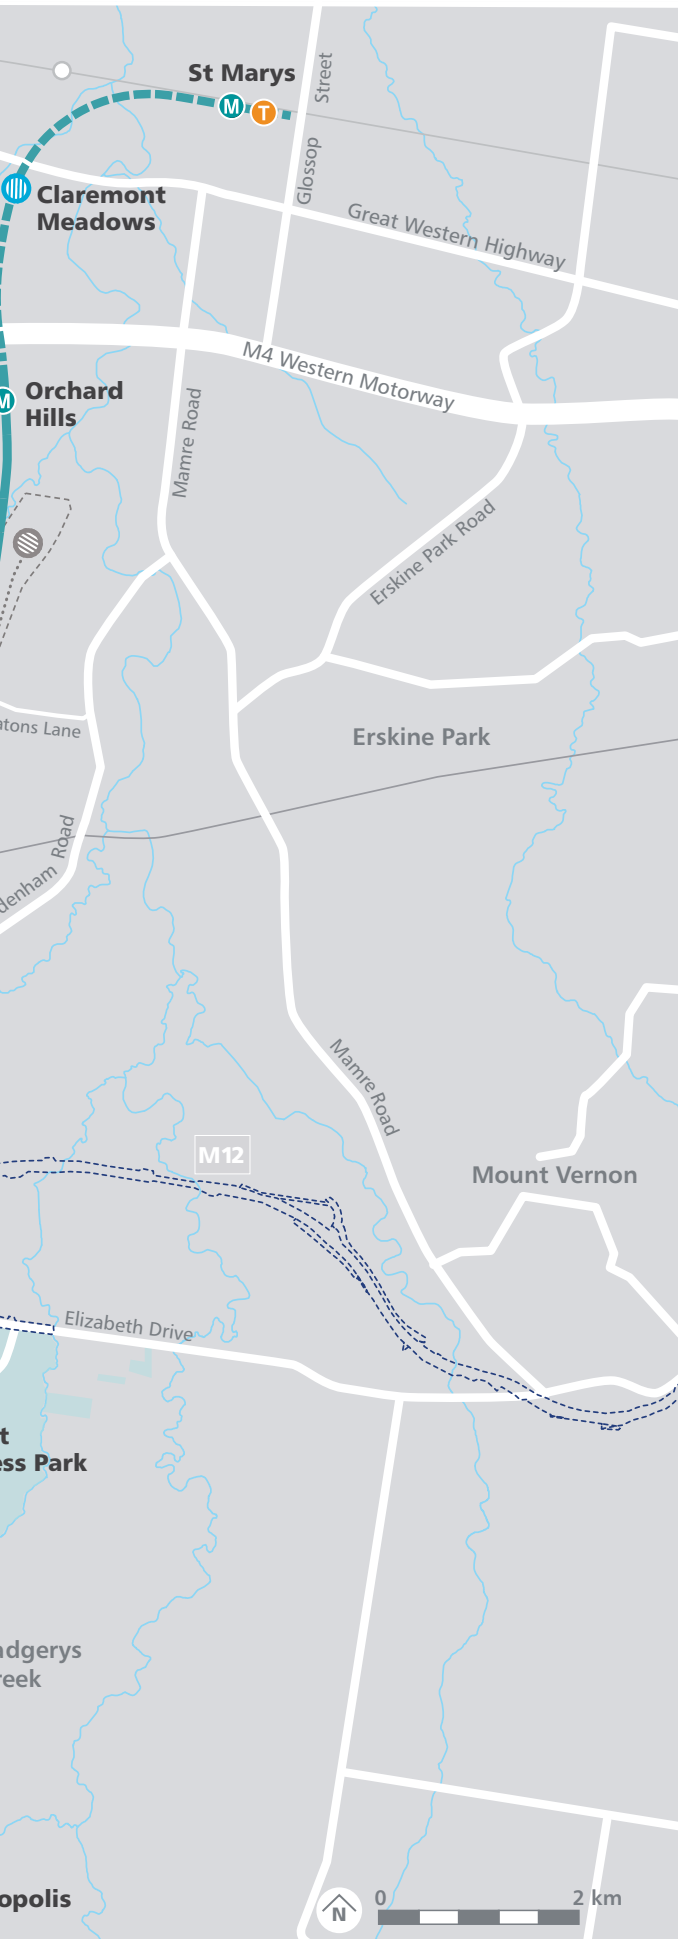 St Marys
M
T
Glossop Street
Claremont
Meadows
Great Western Highway
M4 Western Motorway
M
Orchard
Hills
Mamre Road
Erskine Park Road
atons Lane
Erskine Park
denham Road
Mamre Road
M12
Mount Vernon
Elizabeth Drive
t
ess Park
dgerys
reek
opolis
N
0 2 km